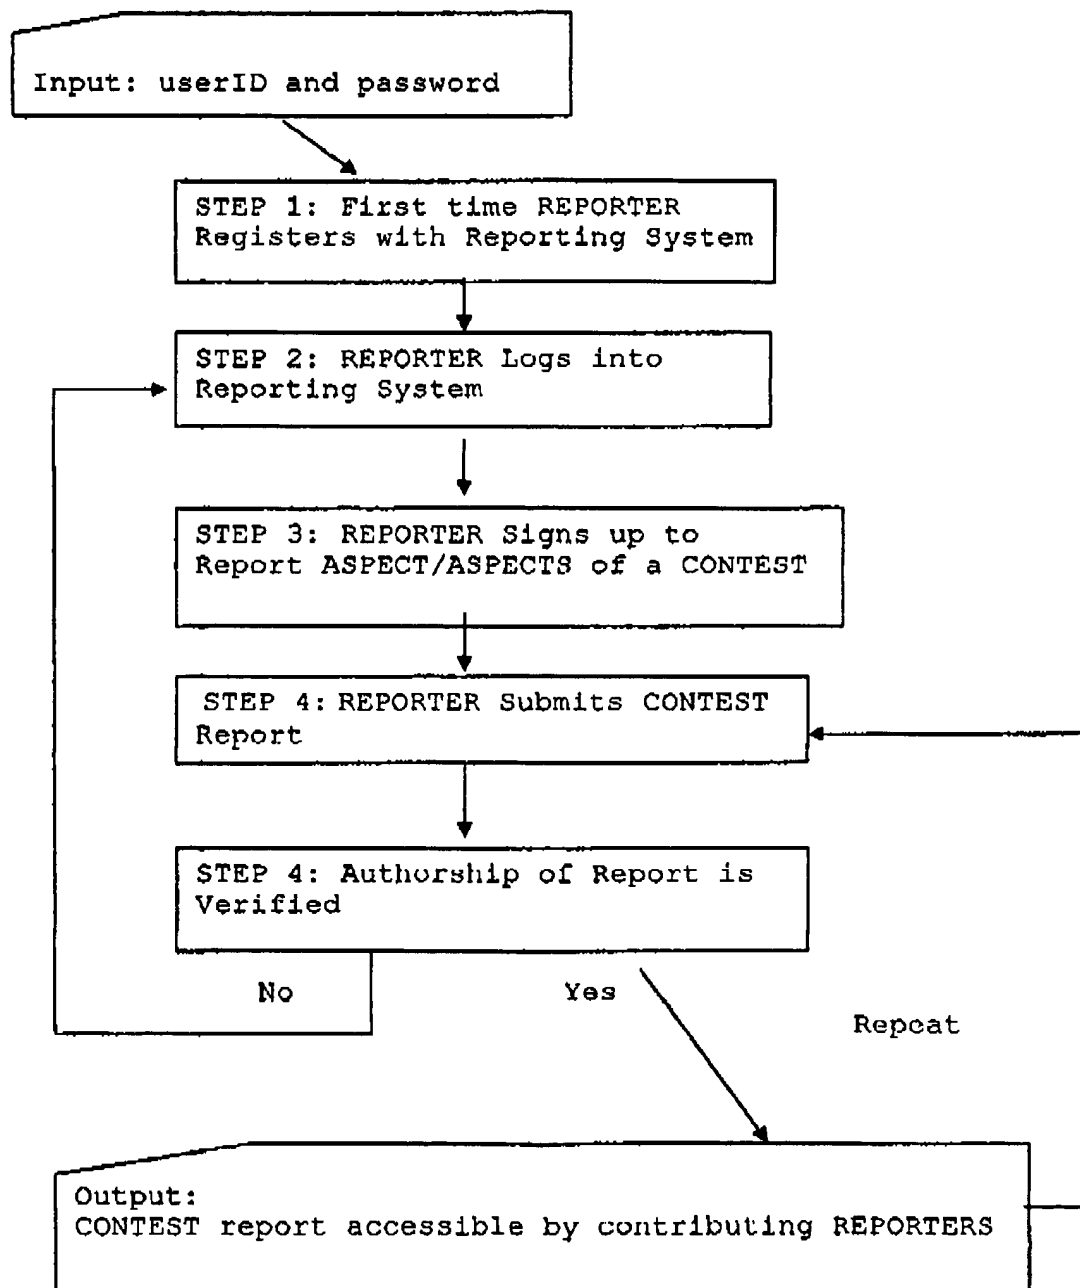 Input: userID and password
STEP 1: First time REPORTER
Registers with Reporting System
STEP 2: REPORTER Logs into
Reporting System
STEP 3: REPORTER Signs up to
Report ASPECT/ASPECTS of a CONTEST
STEP 4: REPORTER Submits CONTEST
Report
STEP 4: Authorship of Report is
Verified
No
Yes
Repeat
Output:
CONTEST report accessible by contributing REPORTERS